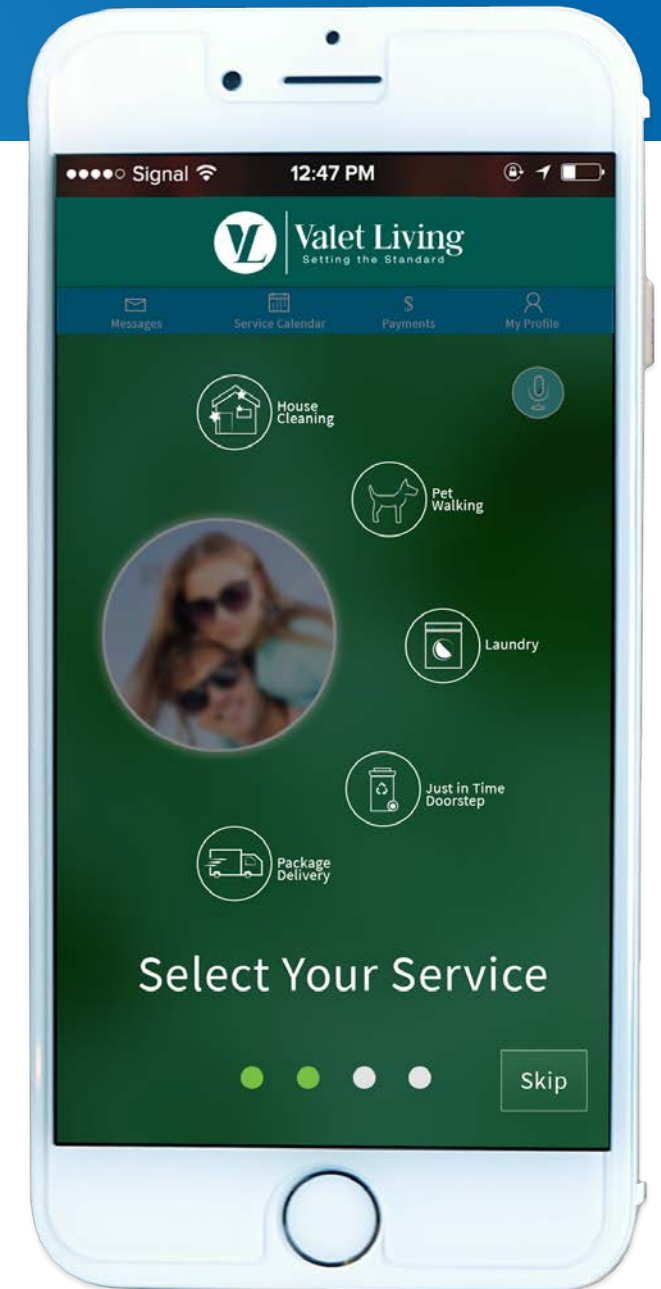 Signal 12:47 PM
VL Valet Living
Setting the Standard
Messages Service Calendar $ Payments My Profile
House
Cleaning
Pet
Walking
Laundry
Just in Time
Doorstep
Package
Delivery
Select Your Service
Skip